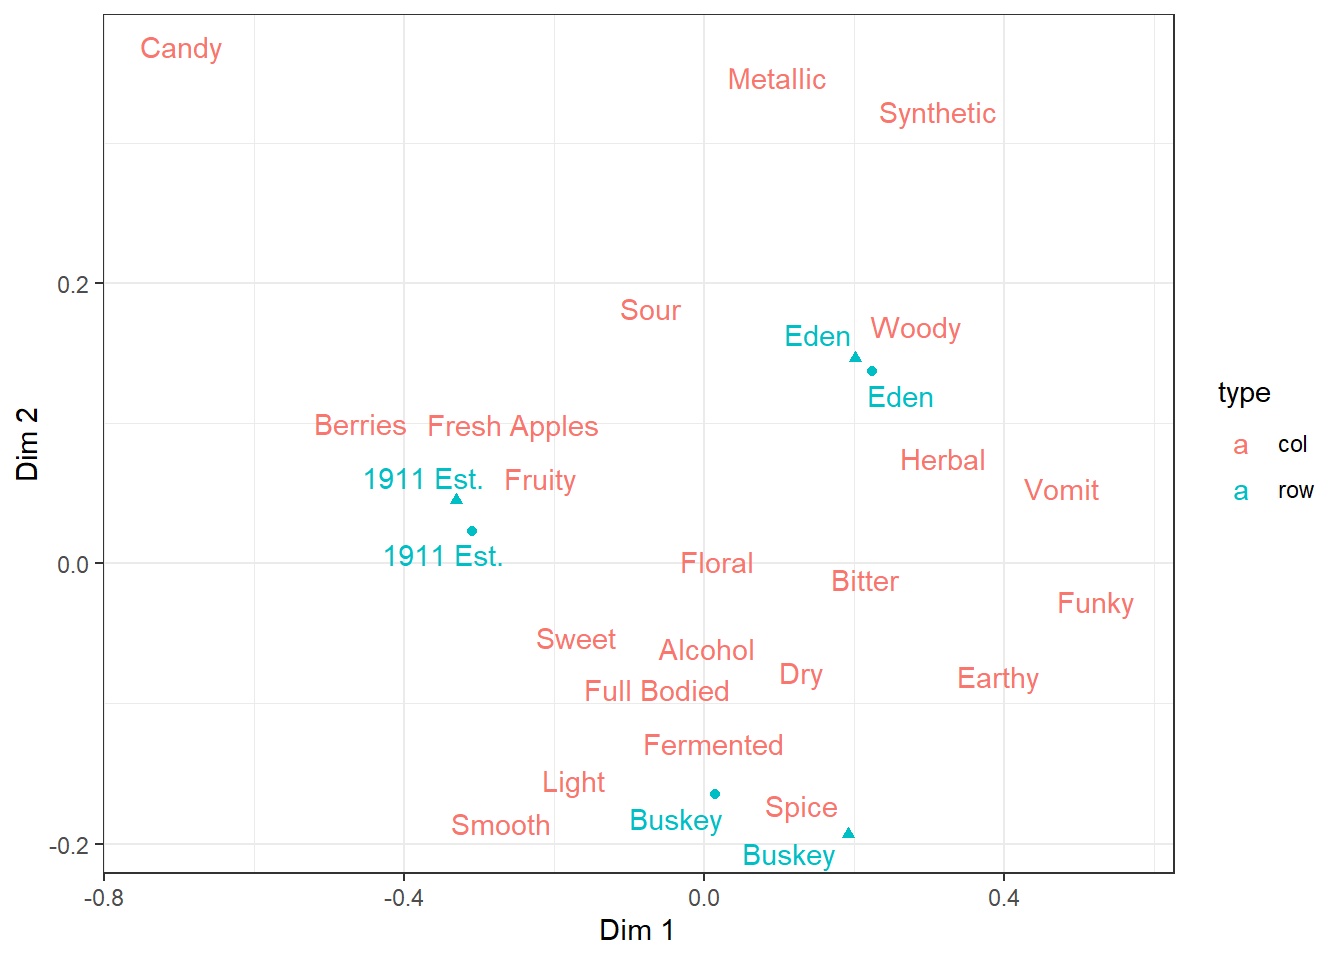 Candy
Metallic
Synthetic
0.2
Sour
Woody
Eden
Eden
Berries
Fresh Apples
1911 Est.
Fruity
Herbal
Vomit
1911 Est.
0.0
Floral
Bitter
Funky
Sweet
Alcohol
Dry
Earthy
Full Bodied
Fermented
Light
Spice
Smooth
Buskey
Buskey
-0.2
-0.8
-0.4
0.0
0.4
Dim 1
Dim 2
type
a col
a row